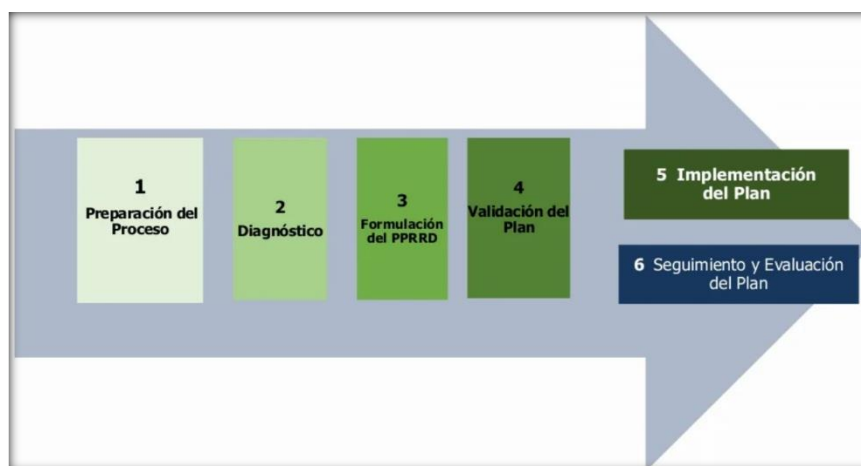 1
Preparación del
Proceso
2
Diagnóstico
3
Formulación
del PPRRD
4
Validación del
Plan
5 Implementación
del Plan
6 Seguimiento y Evaluación
del Plan